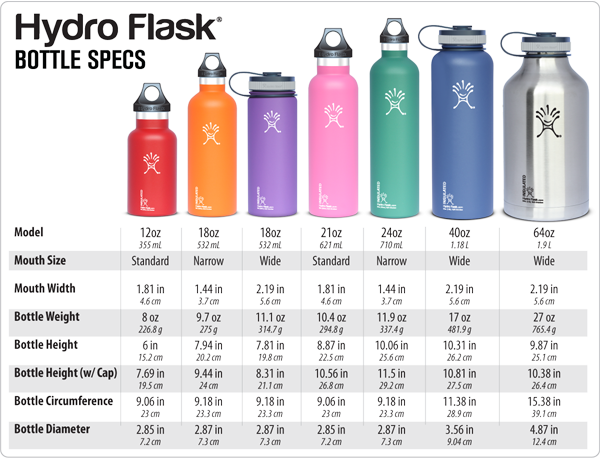 Hydro Flask®
BOTTLE SPECS
Model 12oz 18oz 18oz 21oz 24oz 40oz 64oz
355 mL 532 mL 532 mL 621 mL 710 mL 1.18 L 1.9 L
Mouth Size Standard Narrow Wide Standard Narrow Wide Wide
Mouth Width 1.81 in 1.44 in 2.19 in 1.81 in 1.44 in 2.19 in 2.19 in
4.6 cm 3.7 cm 5.6 cm 4.6 cm 3.7 cm 5.6 cm 5.6 cm
Bottle Weight 8 oz 9.7 oz 11.1 oz 10.4 oz 11.9 oz 17 oz 27 oz
226.8 g 275 g 314.7 g 294.8 g 337.4 g 481.9 g 765.4 g
Bottle Height 6 in 7.94 in 7.81 in 8.87 in 10.06 in 10.31 in 9.87 in
15.2 cm 20.2 cm 19.8 cm 22.5 cm 25.6 cm 26.2 cm 25.1 cm
Bottle Height (w/ Cap) 7.69 in 9.44 in 8.31 in 10.56 in 11.5 in 10.81 in 10.38 in
19.5 cm 24 cm 21.1 cm 26.8 cm 29.2 cm 27.5 cm 26.4 cm
Bottle Circumference 9.06 in 9.18 in 9.18 in 9.06 in 9.18 in 11.38 in 15.38 in
23 cm 23.3 cm 23.3 cm 23 cm 23.3 cm 28.9 cm 39.1 cm
Bottle Diameter 2.85 in 2.87 in 2.87 in 2.85 in 2.87 in 3.56 in 4.87 in
7.2 cm 7.3 cm 7.3 cm 7.2 cm 7.3 cm 9.04 cm 12.4 cm